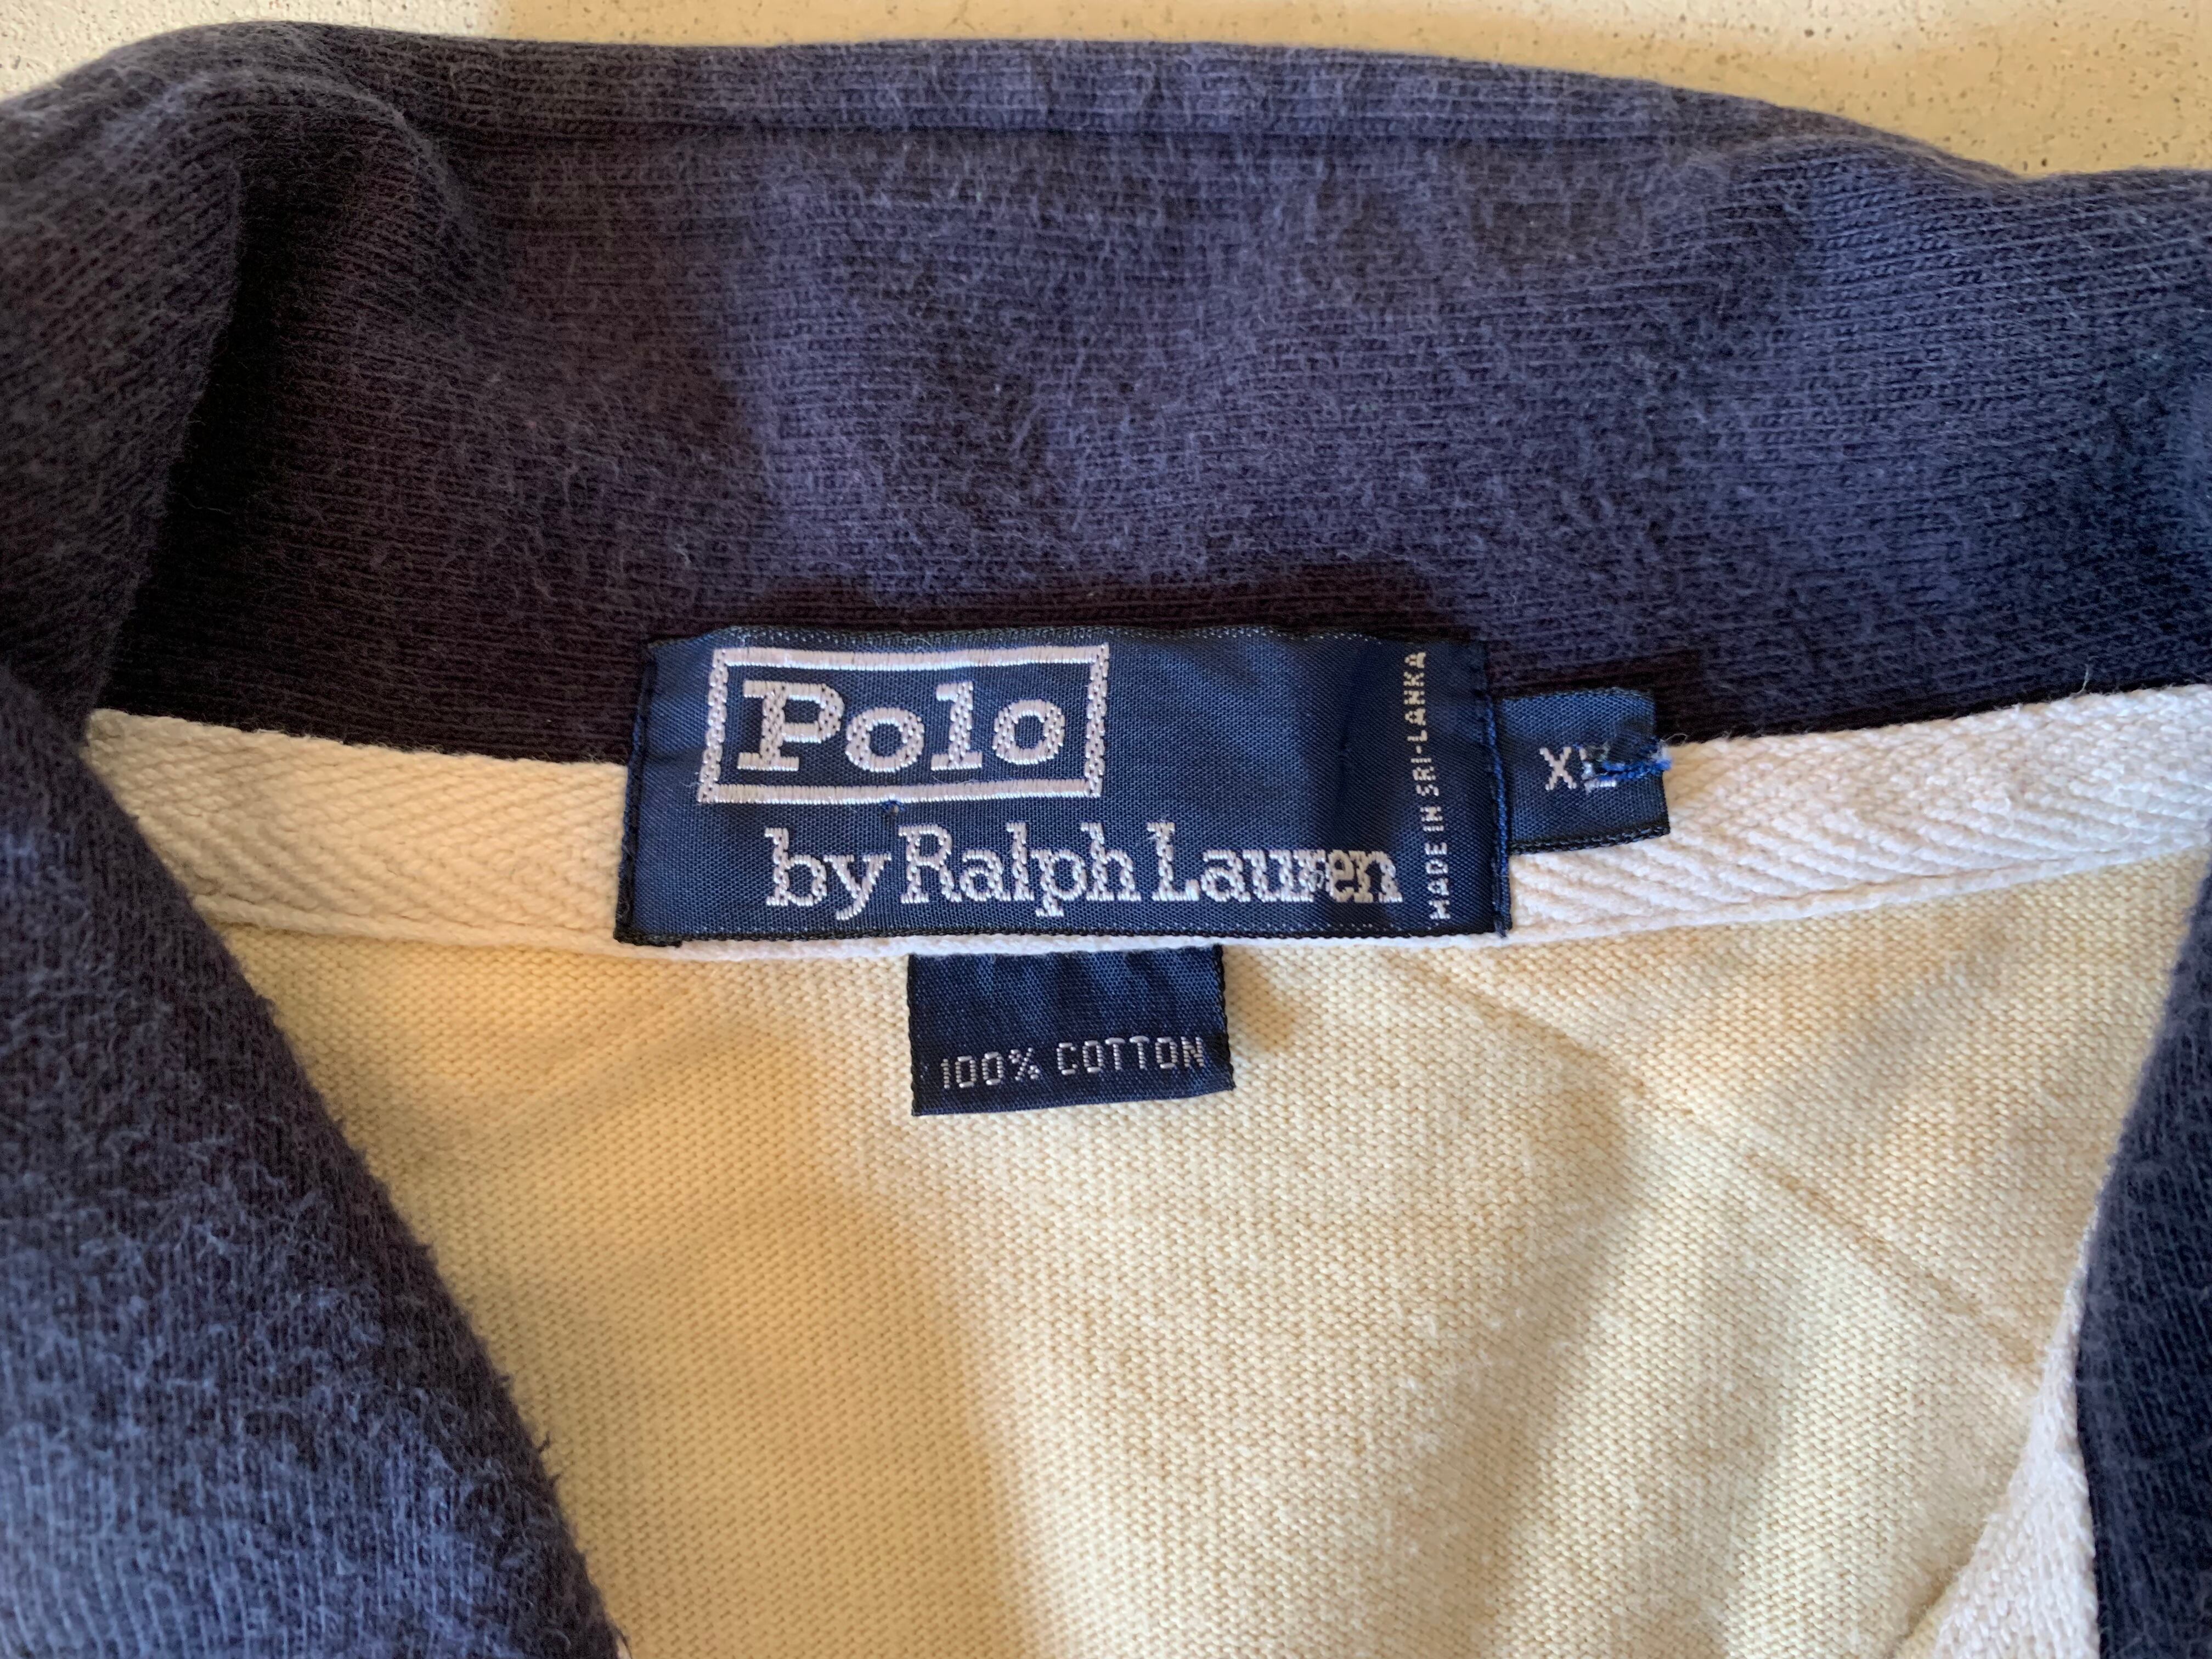 Polo
by Ralph Lauren
MADE IN SRI-LANKA
XL
100% COTTON